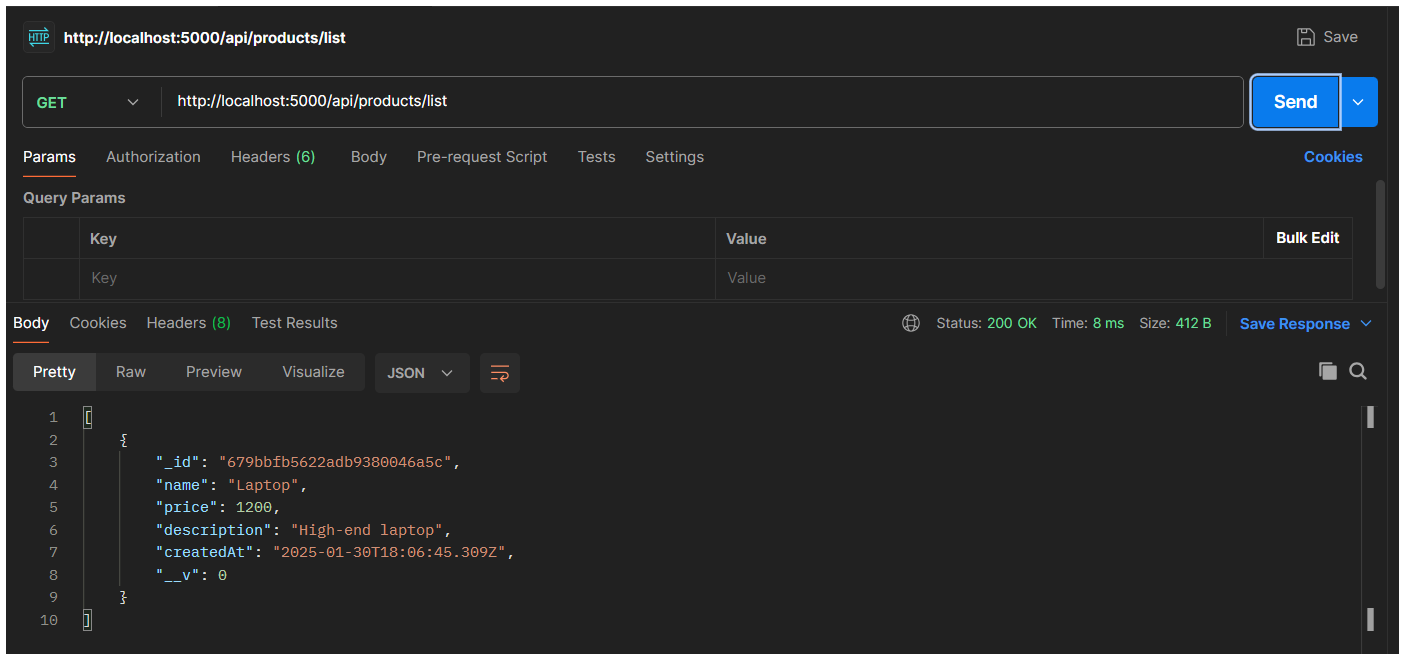 HTTP http://localhost:5000/api/products/list Save
GET http://localhost:5000/api/products/list Send
Params Authorization Headers (6) Body Pre-request Script Tests Settings Cookies
Query Params
Key Value Bulk Edit
Key Value
Body Cookies Headers (8) Test Results Status: 200 OK Time: 8 ms Size: 412 B Save Response
Pretty Raw Preview Visualize JSON
1 [
2 {
3 "_id": "679bbfb5622adb9380046a5c",
4 "name": "Laptop",
5 "price": 1200,
6 "description": "High-end laptop",
7 "createdAt": "2025-01-30T18:06:45.309Z",
8 "__v": 0
9 }
10 ]